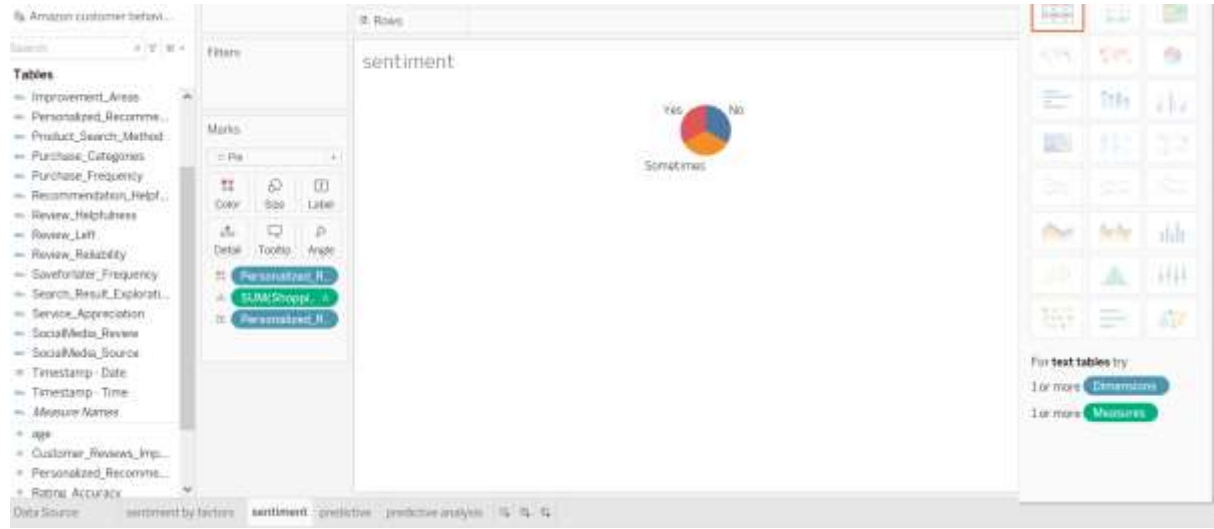 Amazon customer behavi...
Rows
Search
Filters
sentiment
Tables
Improvement_Areas
Personalized_Recomme...
Product_Search_Method
Purchase_Categories
Purchase_Frequency
Recommendation_Helpf...
Review_Helpfulness
Review_Left
Review_Reliability
Saveforlater_Frequency
Search_Result_Explorati...
Service_Appreciation
SocialMedia_Review
SocialMedia_Source
Timestamp - Date
Timestamp - Time
Measure Names
age
Customer_Reviews_Imp...
Personalized_Recomme...
Rating_Accuracy
Marks
Pie
Color Size Label
Detail Tooltip Angle
Personalized_R..
SUM(Shoppi..
Personalized_R..
Yes No
Sometimes
For text tables try
1 or more Dimensions
1 or more Measures
Data Source sentiment by factors sentiment predictive predictive analysis